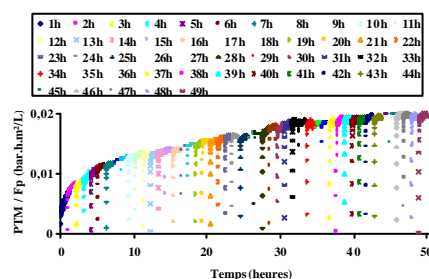 1h 2h 3h 4h 5h 6h 7h 8h 9h 10h 11h
12h 13h 14h 15h 16h 17h 18h 19h 20h 21h 22h
23h 24h 25h 26h 27h 28h 29h 30h 31h 32h 33h
34h 35h 36h 37h 38h 39h 40h 41h 42h 43h 44h
45h 46h 47h 48h 49h
PTM / Fp (bar.h.m²/L)
0,02
0,01
0
0 10 20 30 40 50
Temps (heures)